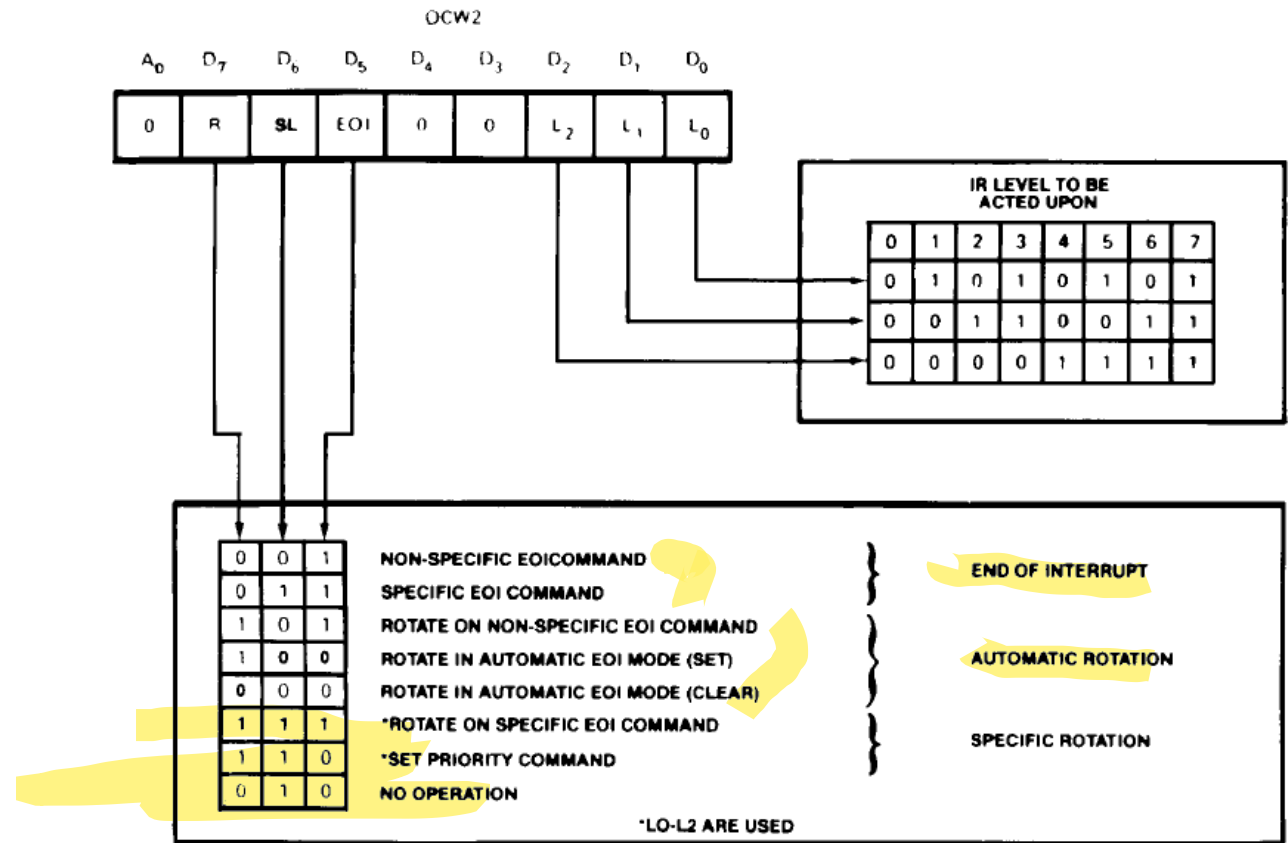 OCW2
A0 D7 D6 D5 D4 D3 D2 D1 D0
0 R SL EOI 0 0 L2 L1 L0
IR LEVEL TO BE
ACTED UPON
0 1 2 3 4 5 6 7
0 1 0 1 0 1 0 1
0 0 1 1 0 0 1 1
0 0 0 0 1 1 1 1
0 0 1 NON-SPECIFIC EOICOMMAND
0 1 1 SPECIFIC EOI COMMAND
END OF INTERRUPT
1 0 1 ROTATE ON NON-SPECIFIC EOI COMMAND
1 0 0 ROTATE IN AUTOMATIC EOI MODE (SET)
0 0 0 ROTATE IN AUTOMATIC EOI MODE (CLEAR)
AUTOMATIC ROTATION
1 1 1 *ROTATE ON SPECIFIC EOI COMMAND
1 1 0 *SET PRIORITY COMMAND
SPECIFIC ROTATION
0 1 0 NO OPERATION
*LO-L2 ARE USED